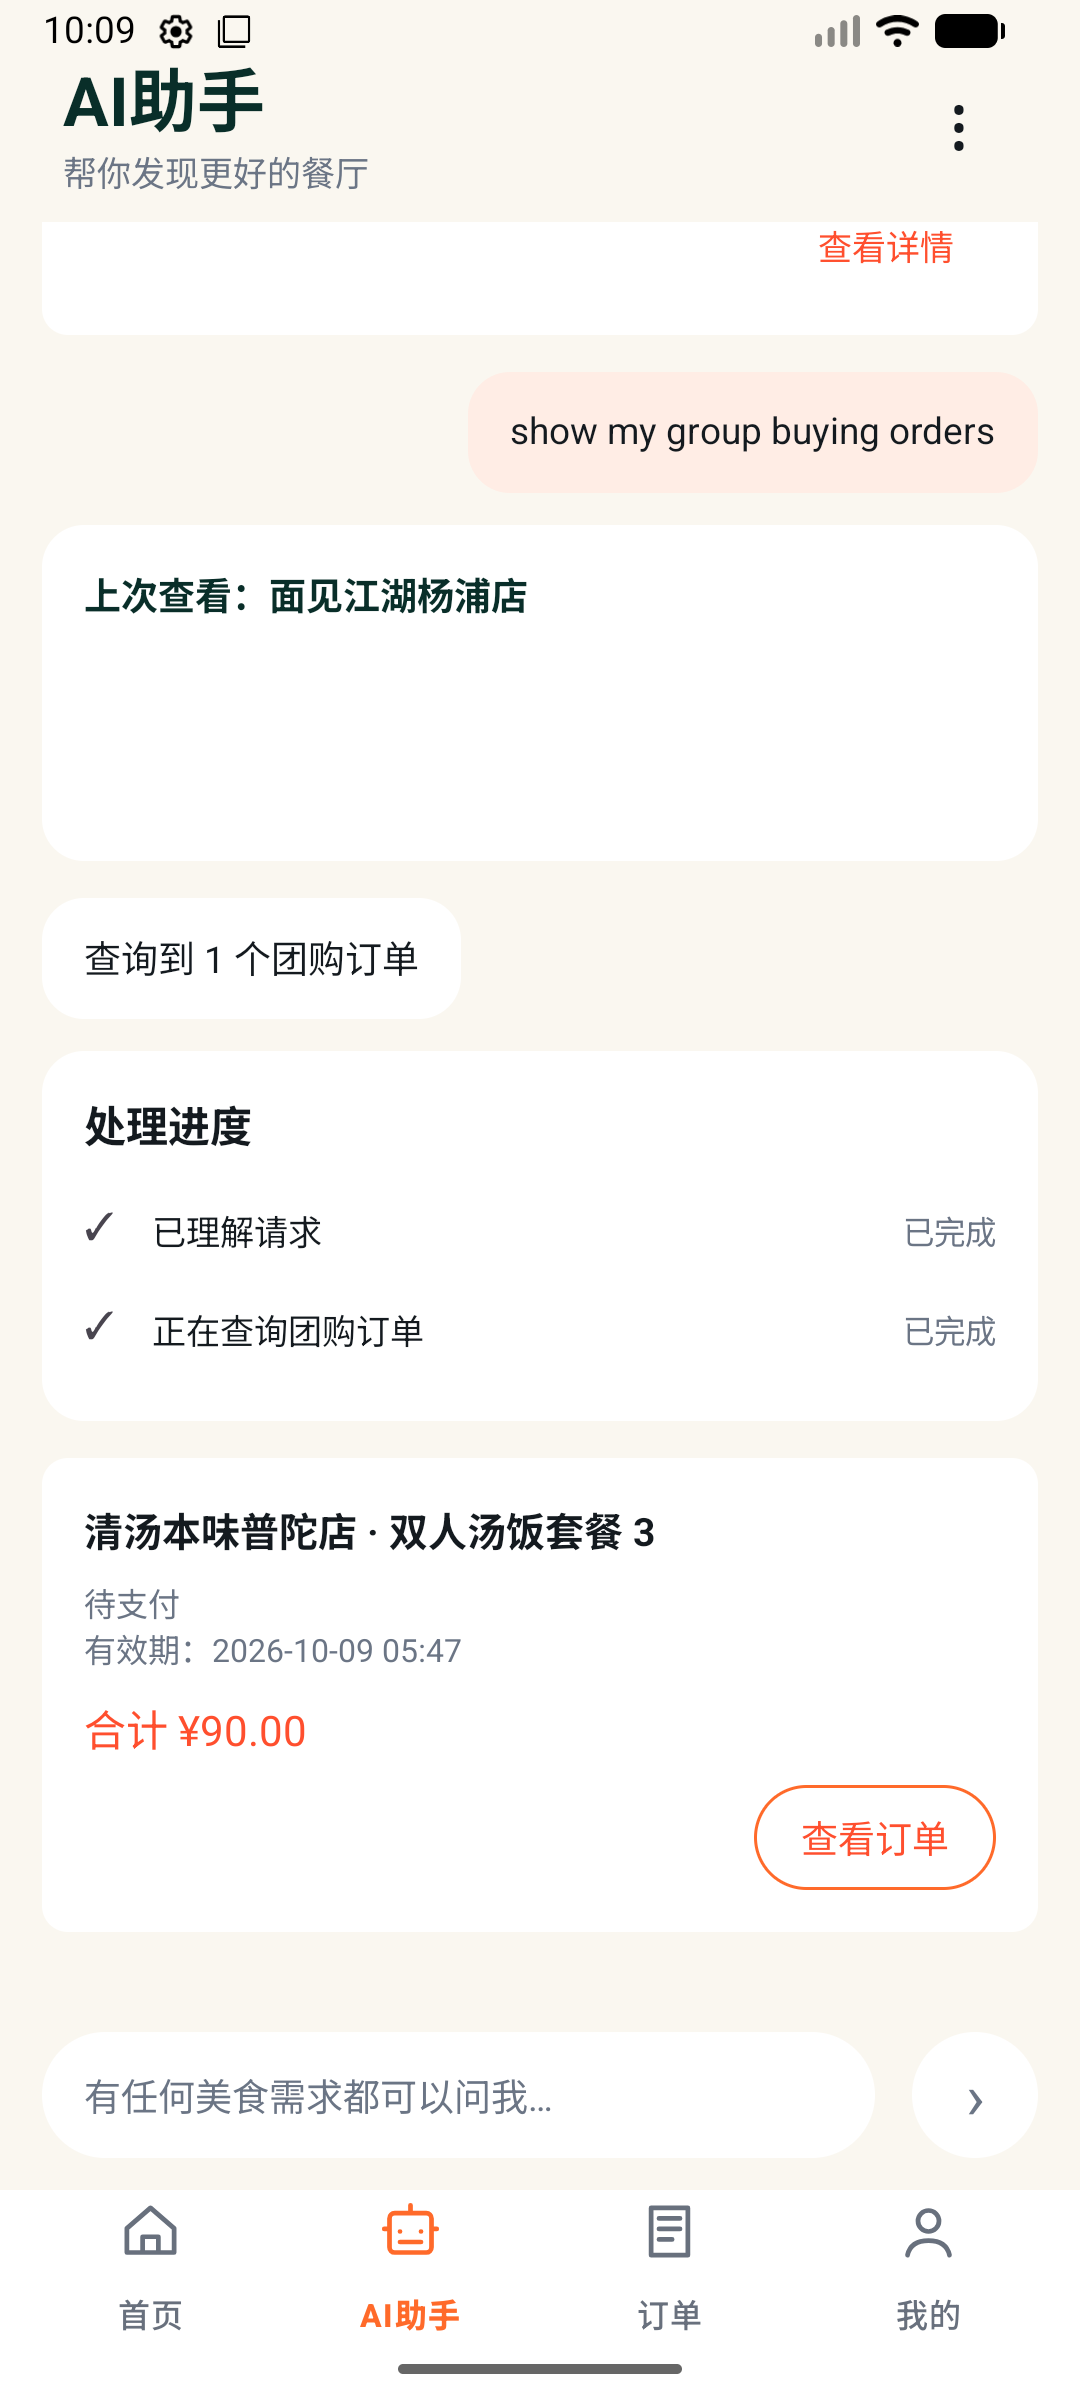 10:09
AI助手
帮你发现更好的餐厅
查看详情
show my group buying orders
上次查看：面见江湖杨浦店
查询到 1 个团购订单
处理进度
✓ 已理解请求 已完成
✓ 正在查询团购订单 已完成
清汤本味普陀店 · 双人汤饭套餐 3
待支付
有效期：2026-10-09 05:47
合计 ¥90.00
查看订单
有任何美食需求都可以问我...
首页 AI助手 订单 我的